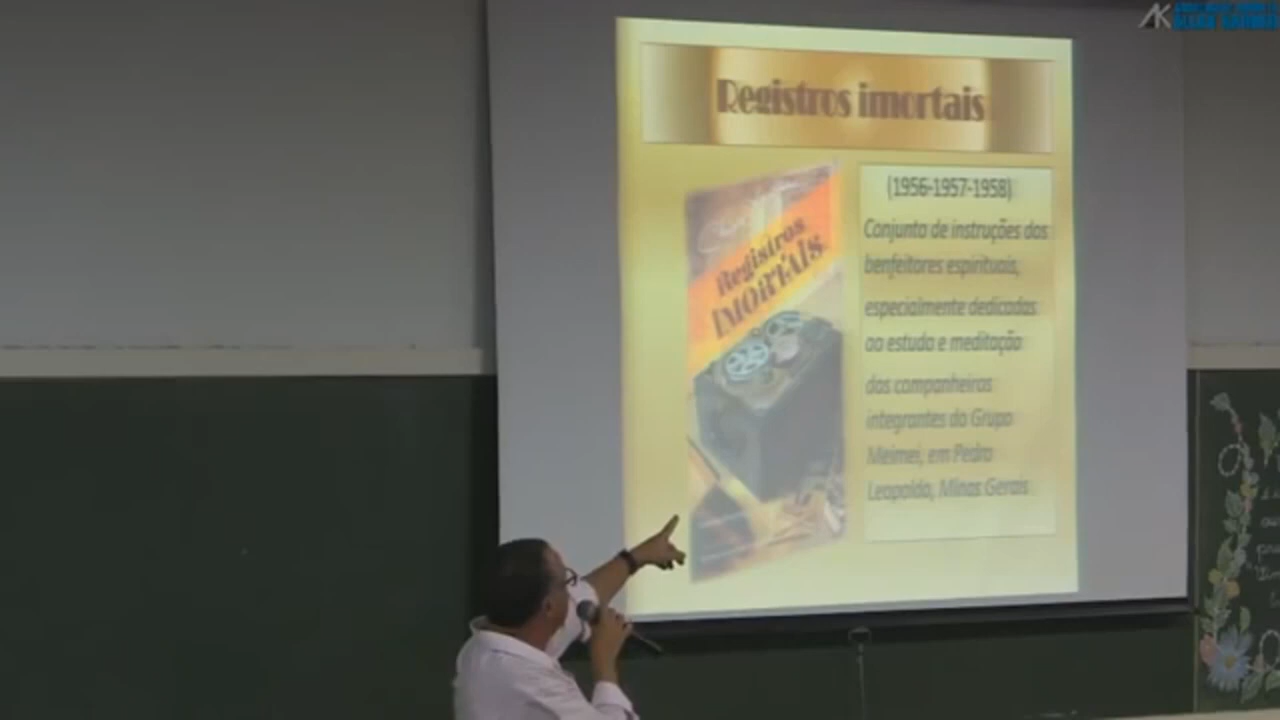 Registros imortais
Registros
IMORTAIS
(1956-1957-1958)
Conjunto de instruções dos
benfeitores espirituais,
especialmente dedicadas
ao estudo e meditação
dos companheiros
integrantes do Grupo
Meimei, em Pedro
Leopoldo, Minas Gerais
AK